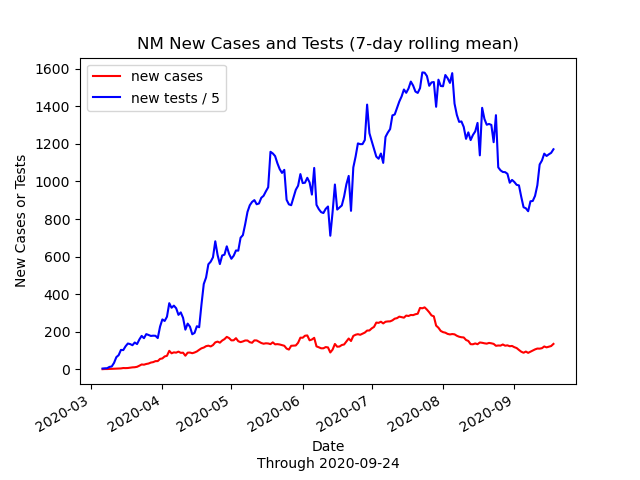 NM New Cases and Tests (7-day rolling mean)
new cases
new tests / 5
New Cases or Tests
1600
1400
1200
1000
800
600
400
200
0
2020-03
2020-04
2020-05
2020-06
2020-07
2020-08
2020-09
Date
Through 2020-09-24